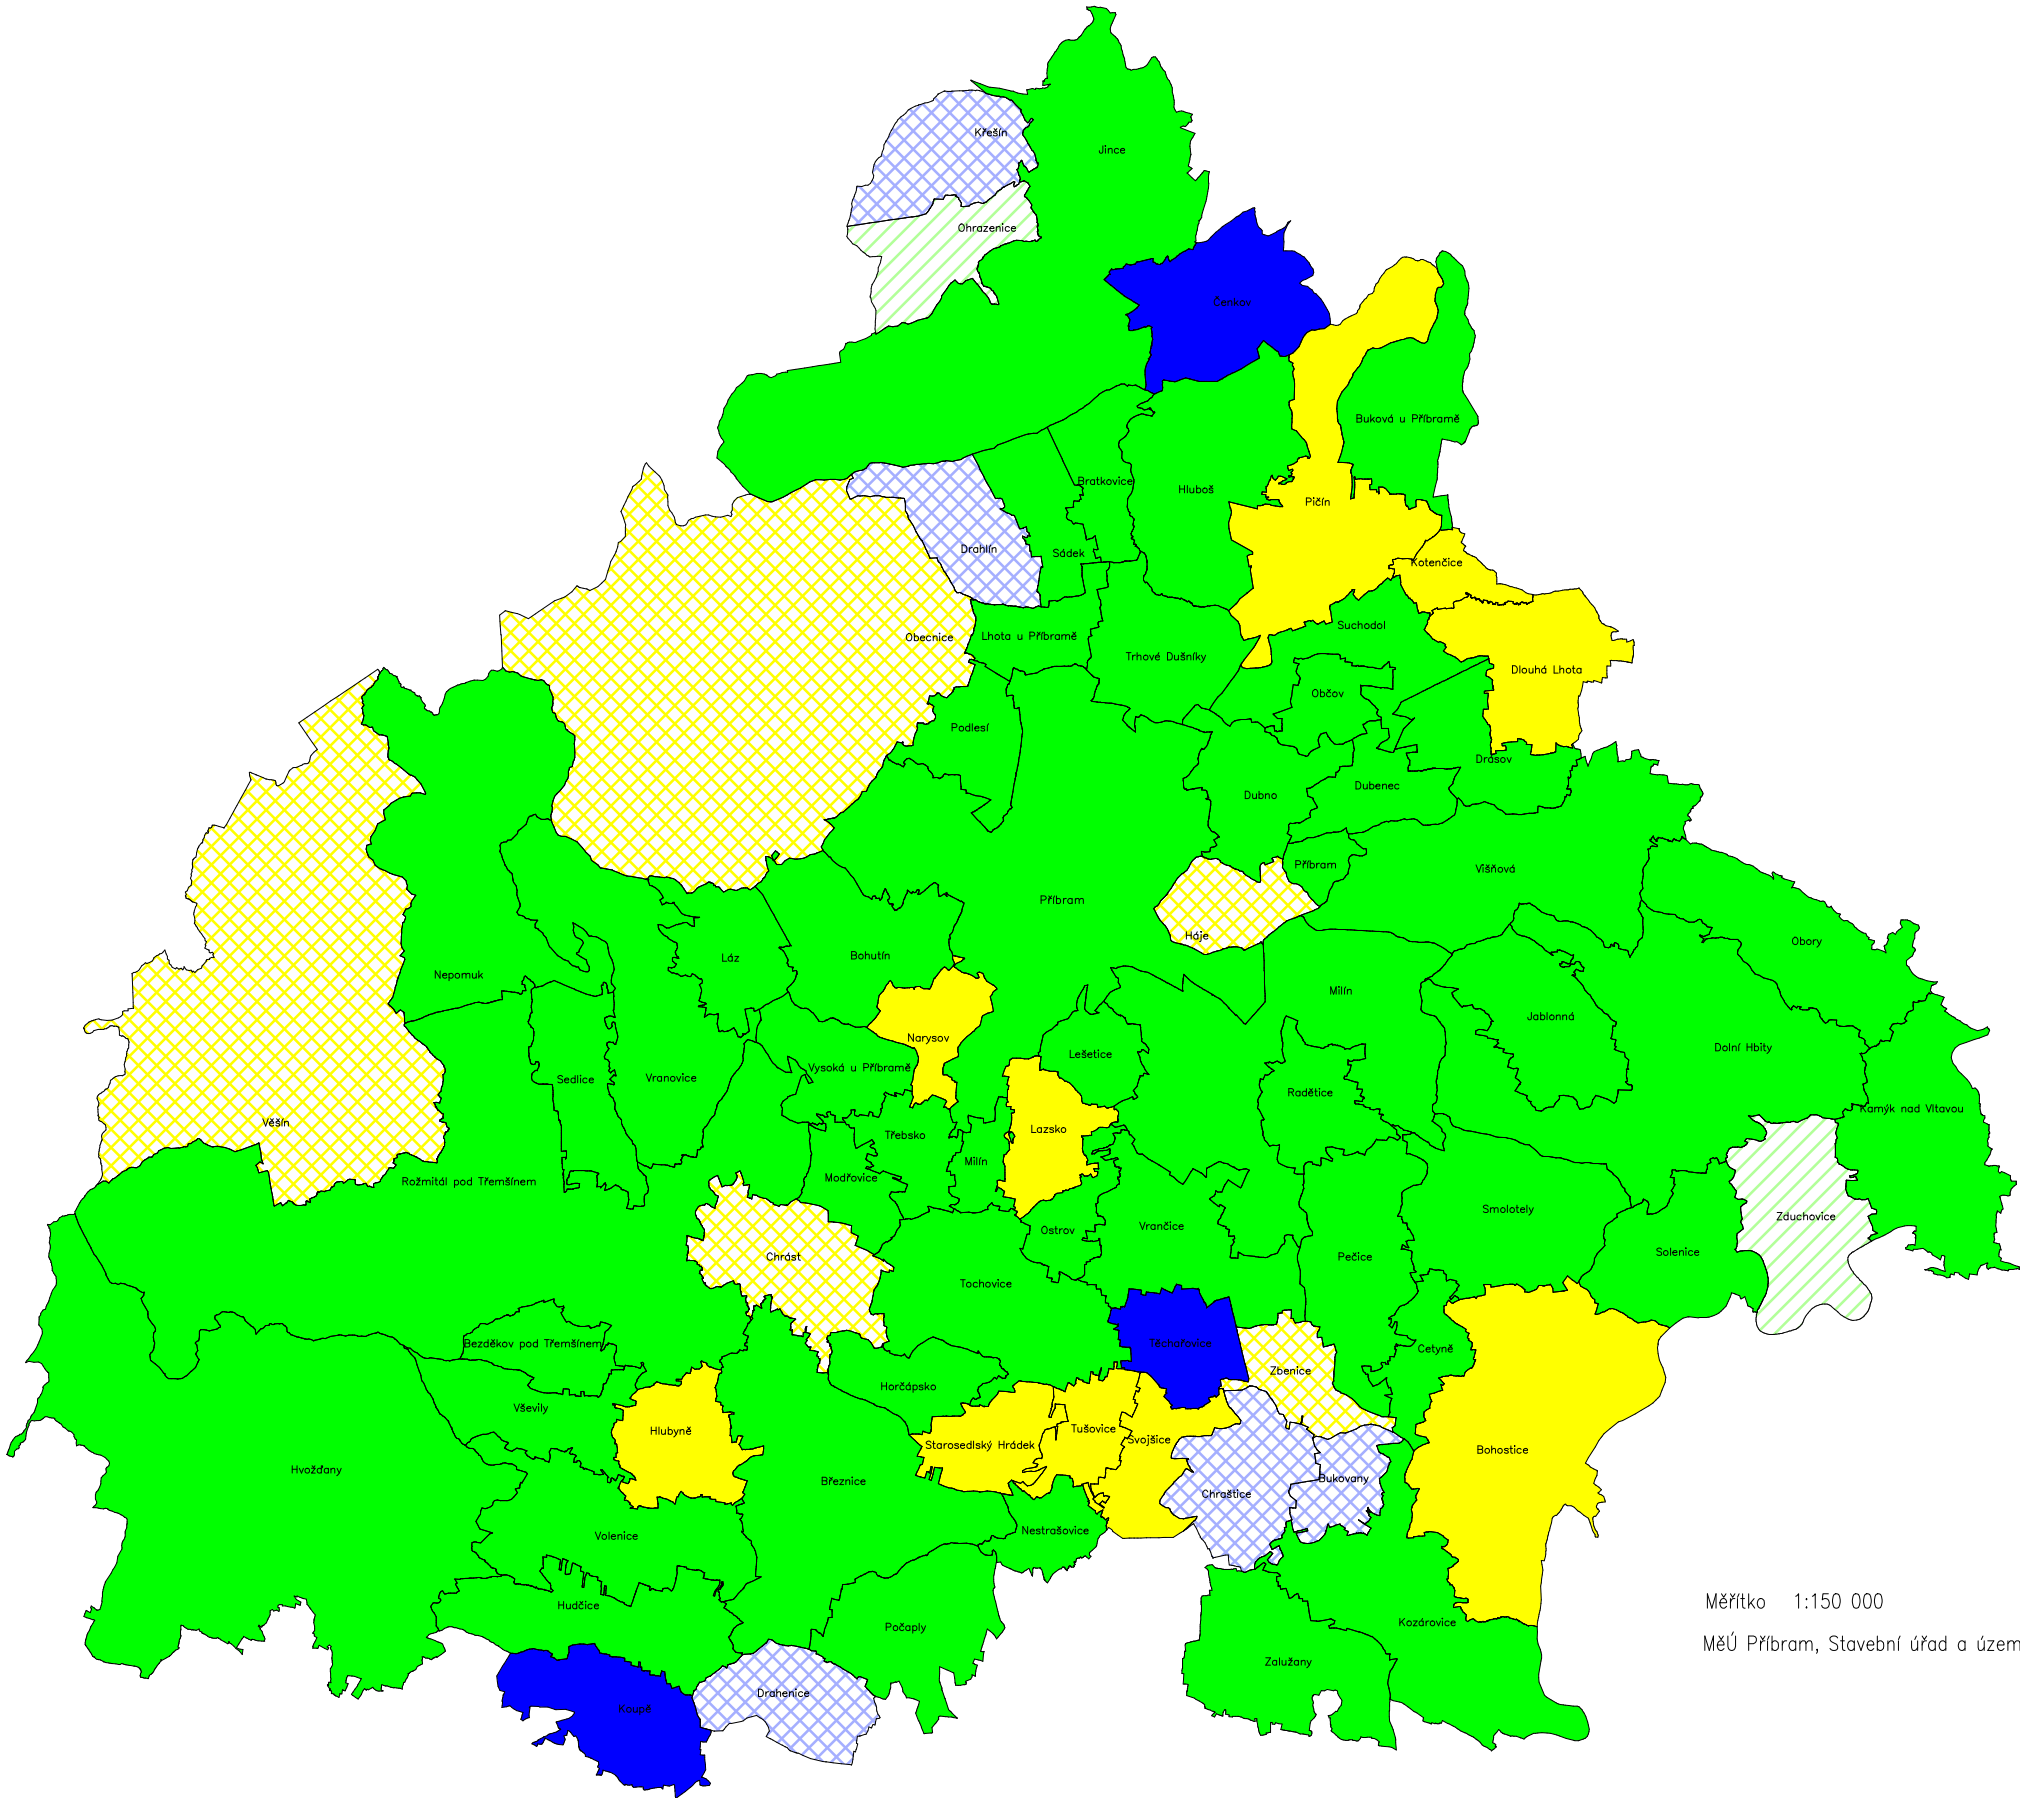 Křešín
Jince
Ohrazenice
Čenkov
Buková u Příbramě
Bratkovice
Hluboš
Pičín
Drahlín
Sádek
Kotenčice
Suchodol
Obecnice
Lhota u Příbramě
Trhové Dušníky
Dlouhá Lhota
Občov
Podlesí
Drásov
Dubenec
Dubno
Příbram
Višňová
Příbram
Háje
Obory
Bohutín
Láz
Nepomuk
Milín
Jablonná
Narysov
Dolní Hbity
Lešetice
Vysoká u Příbramě
Sedlice
Vranovice
Radětice
Kamýk nad Vltavou
Věšín
Lazsko
Třebsko
Milín
Modřovice
Rožmitál pod Třemšínem
Smolotely
Zduchovice
Vrančice
Ostrov
Solenice
Chrást
Pečice
Tochovice
Bezděkov pod Třemšínem
Těchařovice
Cetyně
Zbenice
Horčápsko
Vševily
Hlubyně
Tušovice
Svojšice
Starosedlský Hrádek
Bohostice
Hvožďany
Březnice
Bukovany
Chraštice
Nestrašovice
Volenice
Měřítko 1:150 000
Hudčice
Kozárovice
Počaply
MěÚ Příbram, Stavební úřad a územ
Zalužany
Drahenice
Koupě